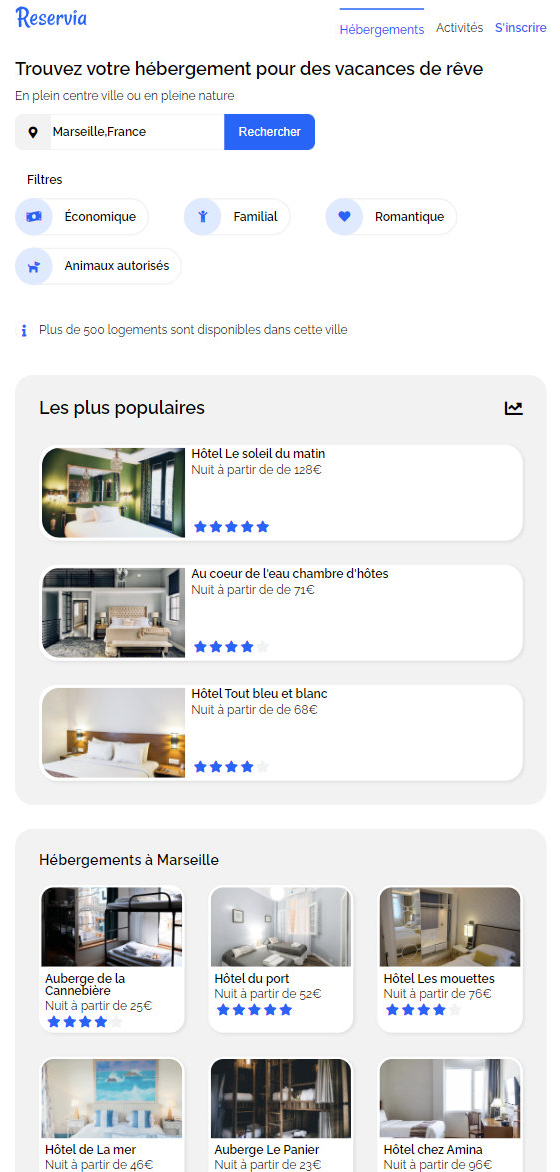 Reservia
Hébergements Activités S'inscrire
Trouvez votre hébergement pour des vacances de rêve
En plein centre ville ou en pleine nature
Marseille,France Rechercher
Filtres
Économique Familial Romantique
Animaux autorisés
Plus de 500 logements sont disponibles dans cette ville
Les plus populaires
Hôtel Le soleil du matin
Nuit à partir de de 128€
Au coeur de l'eau chambre d'hôtes
Nuit à partir de de 71€
Hôtel Tout bleu et blanc
Nuit à partir de de 68€
Hébergements à Marseille
Auberge de la
Cannebière
Nuit à partir de 25€
Hôtel du port
Nuit à partir de 52€
Hôtel Les mouettes
Nuit à partir de 76€
Hôtel de La mer
Nuit à partir de 46€
Auberge Le Panier
Nuit à partir de 23€
Hôtel chez Amina
Nuit à partir de 96€